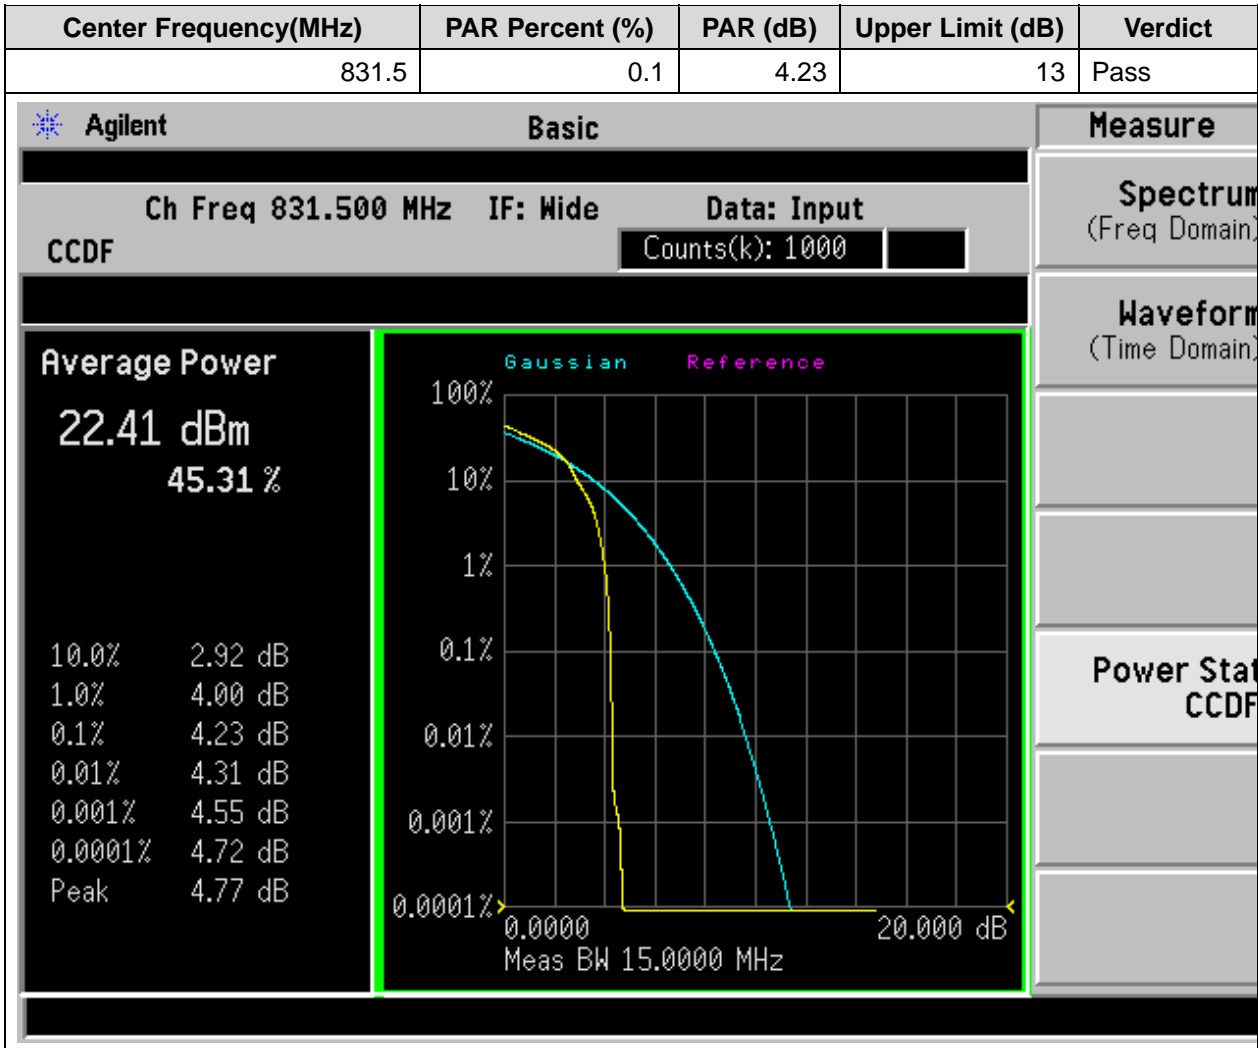 Center Frequency(MHz) PAR Percent (%) PAR (dB) Upper Limit (dB) Verdict
831.5 0.1 4.23 13 Pass
Agilent Basic Measure
Ch Freq 831.500 MHz IF: Wide Data: Input
CCDF Counts(k): 1000
Spectrum
(Freq Domain)
Waveform
(Time Domain)
Power Stat
CCDF
Average Power
22.41 dBm
45.31 %
10.0% 2.92 dB
1.0% 4.00 dB
0.1% 4.23 dB
0.01% 4.31 dB
0.001% 4.55 dB
0.0001% 4.72 dB
Peak 4.77 dB
Gaussian Reference
100%
10%
1%
0.1%
0.01%
0.001%
0.0001%
0.0000 20.000 dB
Meas BW 15.0000 MHz